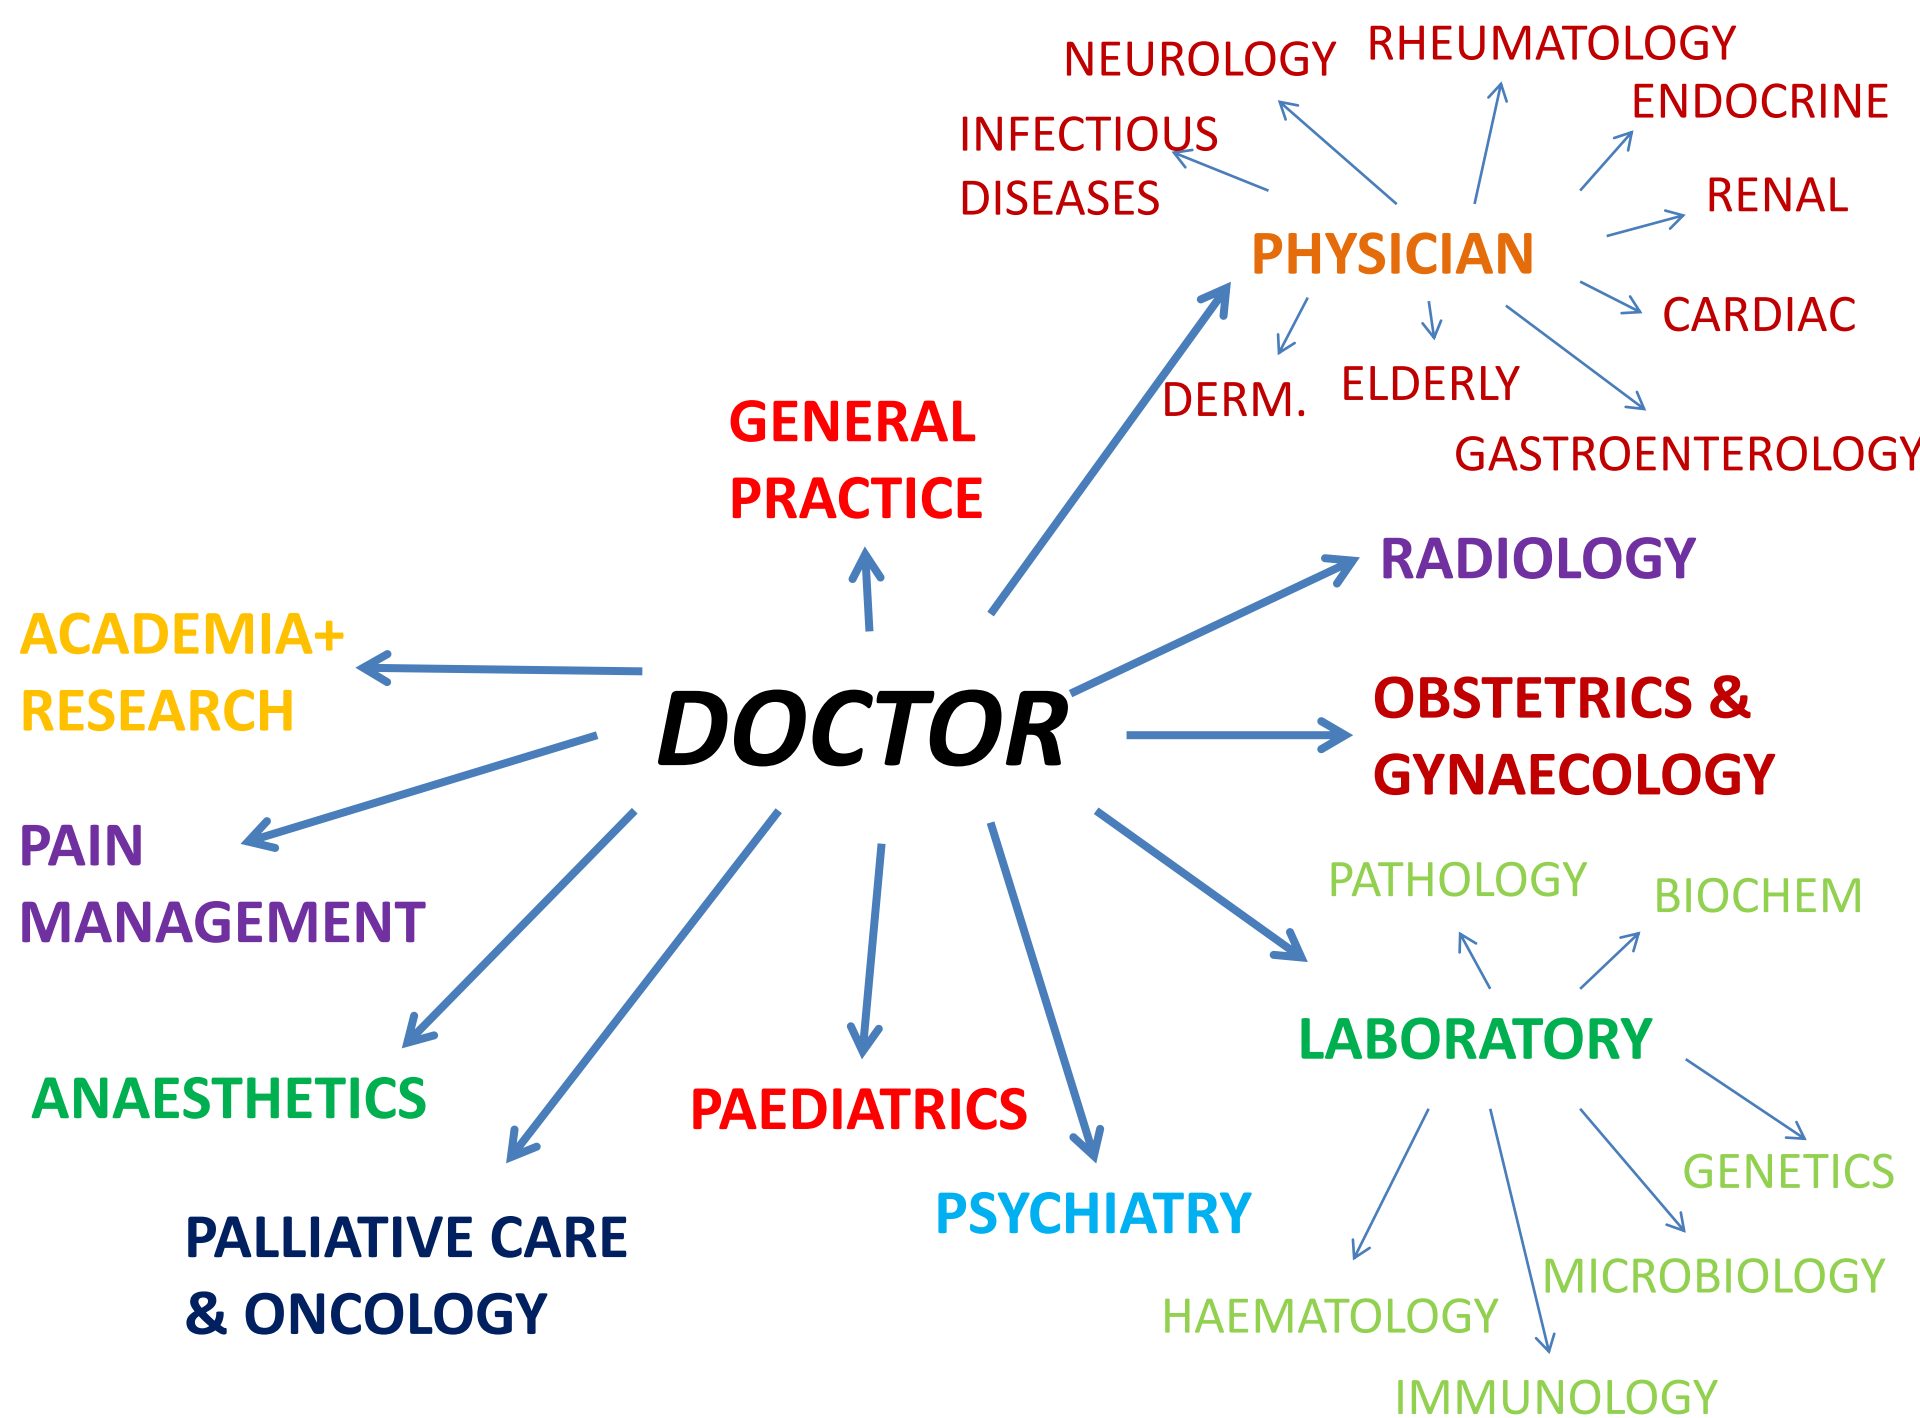 NEUROLOGY
RHEUMATOLOGY
ENDOCRINE
INFECTIOUS
DISEASES
RENAL
PHYSICIAN
CARDIAC
DERM.
ELDERLY
GASTROENTEROLOGY
GENERAL
PRACTICE
RADIOLOGY
ACADEMIA+
RESEARCH
DOCTOR
OBSTETRICS &
GYNAECOLOGY
PAIN
MANAGEMENT
PATHOLOGY
BIOCHEM
LABORATORY
ANAESTHETICS
PAEDIATRICS
GENETICS
PSYCHIATRY
PALLIATIVE CARE
& ONCOLOGY
MICROBIOLOGY
HAEMATOLOGY
IMMUNOLOGY